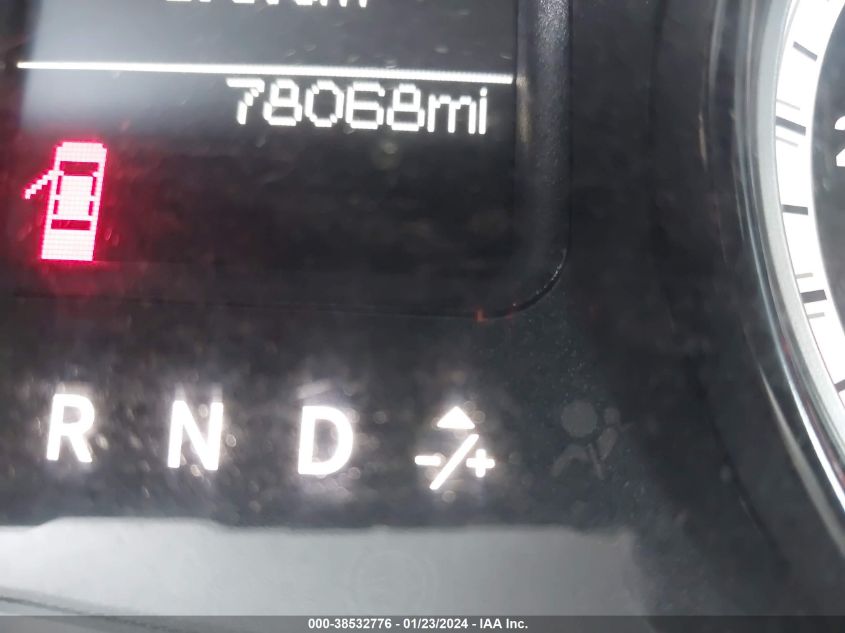 78068mi
R N D -/+
000-38532776 - 01/23/2024 - IAA Inc.